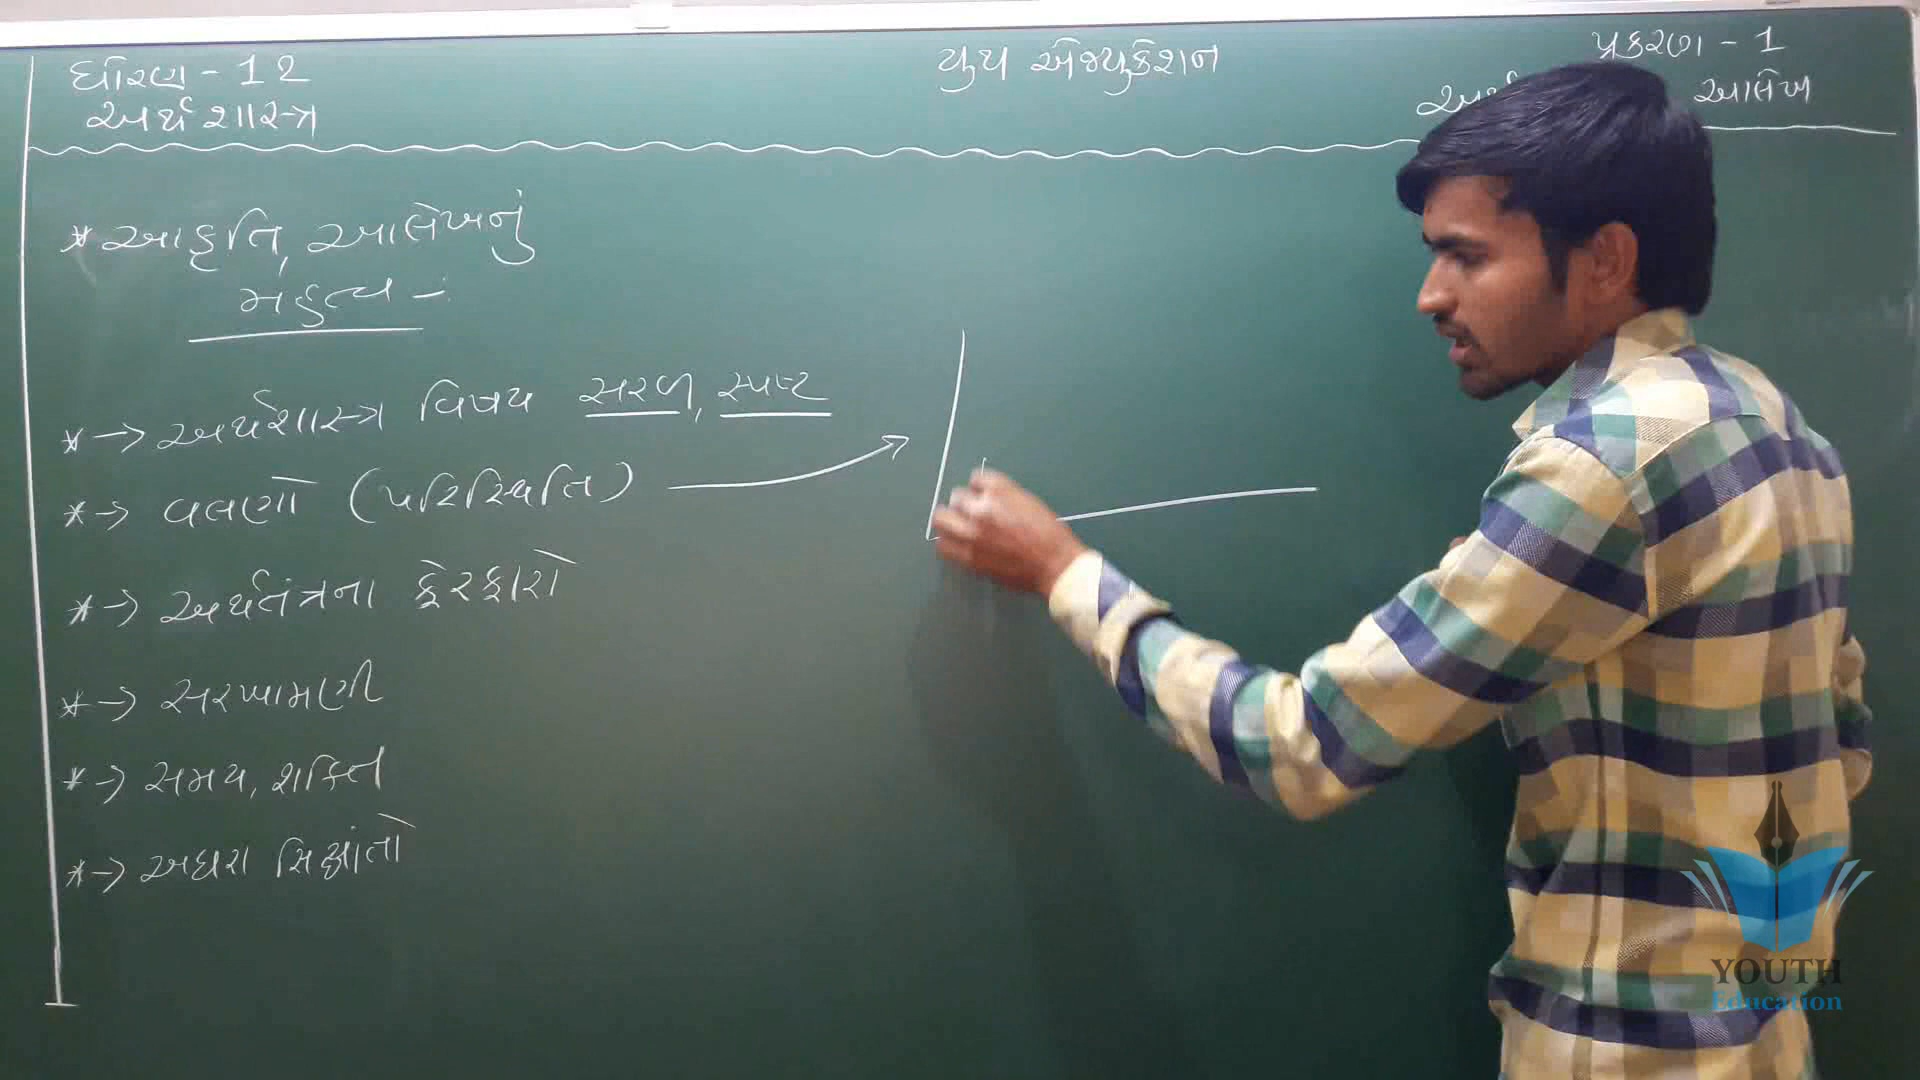 ધોરણ - 12
અર્થશાસ્ત્ર
યુથ એજ્યુકેશન
પ્રકરણ - 1
આલેખ
* આકૃતિ, આલેખનું
મહત્વ -:
* → અર્થશાસ્ત્ર વિષય સરળ, સ્પષ્ટ
* → વલણો (પરિસ્થિતિ)
* → અર્થતંત્રના ફેરફારો
* → સરખામણી
* → સમય, શક્તિ
* → અઘરા સિદ્ધાંતો
YOUTH
Education